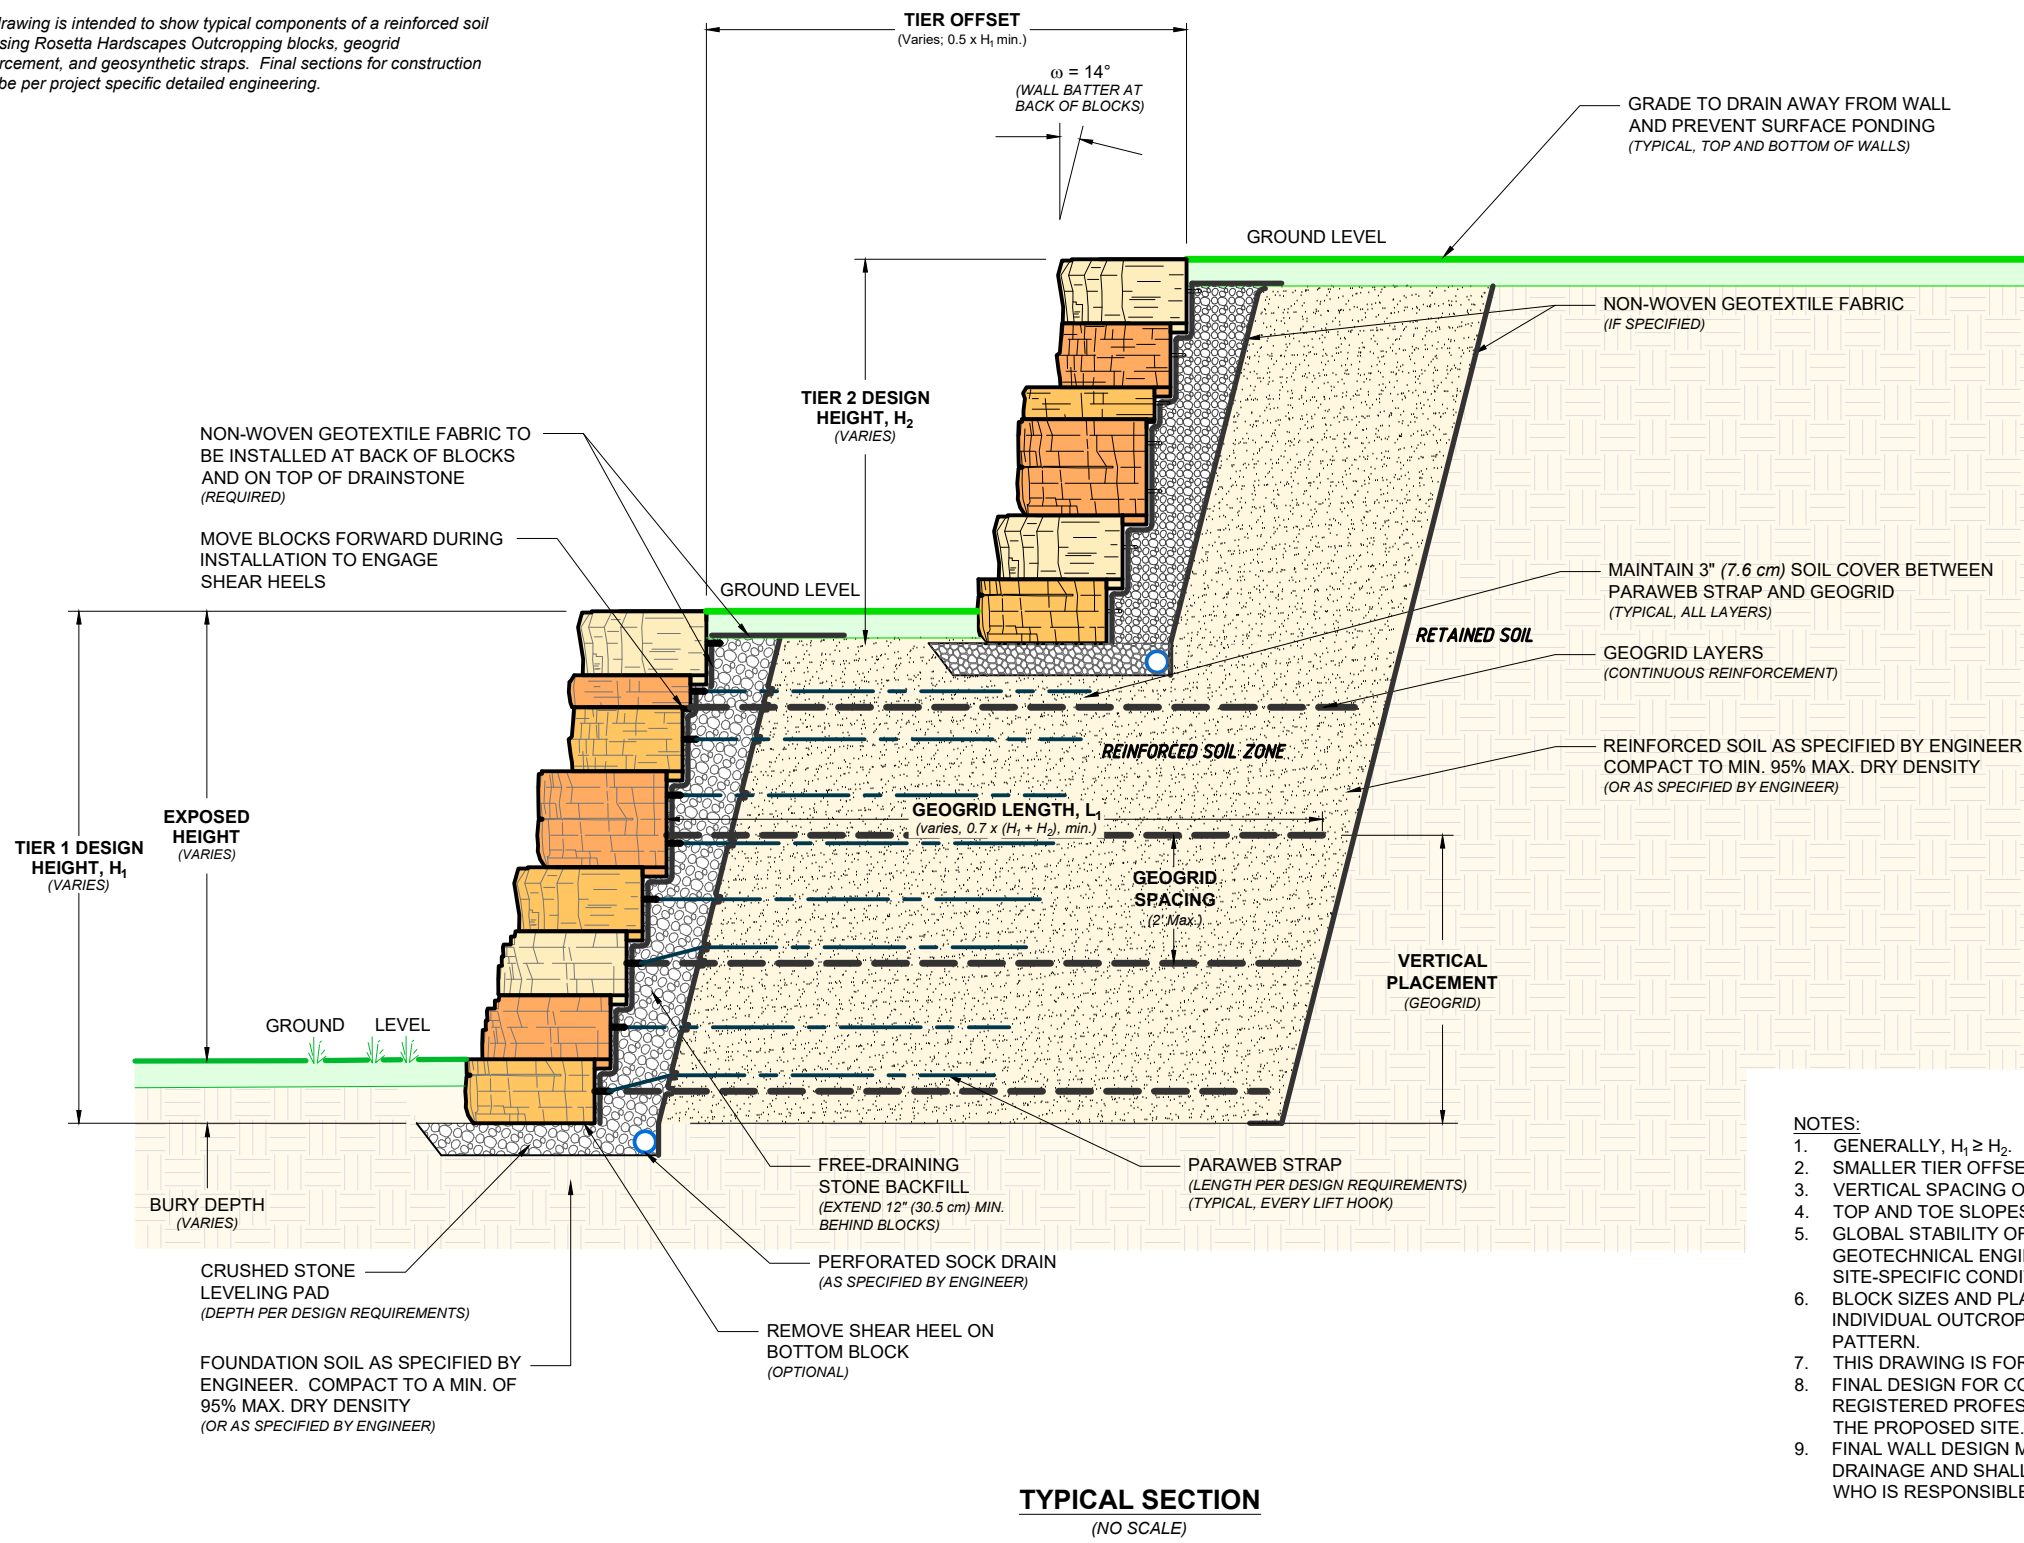 drawing is intended to show typical components of a reinforced soil
sing Rosetta Hardscapes Outcropping blocks, geogrid
rcement, and geosynthetic straps. Final sections for construction
be per project specific detailed engineering.
TIER OFFSET
(Varies; 0.5 x H1 min.)
ω = 14°
(WALL BATTER AT
BACK OF BLOCKS)
GRADE TO DRAIN AWAY FROM WALL
AND PREVENT SURFACE PONDING
(TYPICAL, TOP AND BOTTOM OF WALLS)
GROUND LEVEL
NON-WOVEN GEOTEXTILE FABRIC
(IF SPECIFIED)
TIER 2 DESIGN
HEIGHT, H2
(VARIES)
NON-WOVEN GEOTEXTILE FABRIC TO
BE INSTALLED AT BACK OF BLOCKS
AND ON TOP OF DRAINSTONE
(REQUIRED)
MOVE BLOCKS FORWARD DURING
INSTALLATION TO ENGAGE
SHEAR HEELS
GROUND LEVEL
MAINTAIN 3" (7.6 cm) SOIL COVER BETWEEN
PARAWEB STRAP AND GEOGRID
(TYPICAL, ALL LAYERS)
RETAINED SOIL
GEOGRID LAYERS
(CONTINUOUS REINFORCEMENT)
REINFORCED SOIL ZONE
REINFORCED SOIL AS SPECIFIED BY ENGINEER
COMPACT TO MIN. 95% MAX. DRY DENSITY
(OR AS SPECIFIED BY ENGINEER)
GEOGRID LENGTH, L1
(varies, 0.7 x (H1 + H2), min.)
EXPOSED
HEIGHT
(VARIES)
TIER 1 DESIGN
HEIGHT, H1
(VARIES)
GEOGRID
SPACING
(2' Max.)
VERTICAL
PLACEMENT
(GEOGRID)
GROUND LEVEL
BURY DEPTH
(VARIES)
FREE-DRAINING
STONE BACKFILL
(EXTEND 12" (30.5 cm) MIN.
BEHIND BLOCKS)
PARAWEB STRAP
(LENGTH PER DESIGN REQUIREMENTS)
(TYPICAL, EVERY LIFT HOOK)
CRUSHED STONE
LEVELING PAD
(DEPTH PER DESIGN REQUIREMENTS)
PERFORATED SOCK DRAIN
(AS SPECIFIED BY ENGINEER)
REMOVE SHEAR HEEL ON
BOTTOM BLOCK
(OPTIONAL)
FOUNDATION SOIL AS SPECIFIED BY
ENGINEER. COMPACT TO A MIN. OF
95% MAX. DRY DENSITY
(OR AS SPECIFIED BY ENGINEER)
NOTES:
1. GENERALLY, H1 ≥ H2.
2. SMALLER TIER OFFSE
3. VERTICAL SPACING O
4. TOP AND TOE SLOPES
5. GLOBAL STABILITY OF
GEOTECHNICAL ENGI
SITE-SPECIFIC CONDI
6. BLOCK SIZES AND PLA
INDIVIDUAL OUTCROP
PATTERN.
7. THIS DRAWING IS FOR
8. FINAL DESIGN FOR CO
REGISTERED PROFES
THE PROPOSED SITE.
9. FINAL WALL DESIGN M
DRAINAGE AND SHALL
WHO IS RESPONSIBLE
TYPICAL SECTION
(NO SCALE)